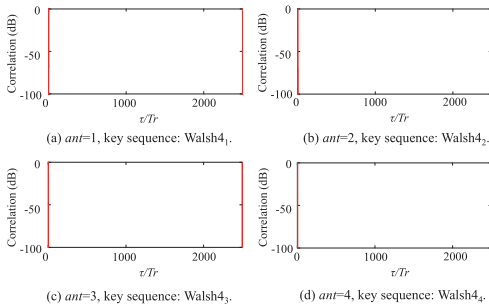 0
-50
-100
Correlation (dB)
0 1000 2000
τ/Tr
(a) ant=1, key sequence: Walsh4₁.
0
-50
-100
Correlation (dB)
0 1000 2000
τ/Tr
(b) ant=2, key sequence: Walsh4₂.
0
-50
-100
Correlation (dB)
0 1000 2000
τ/Tr
(c) ant=3, key sequence: Walsh4₃.
0
-50
-100
Correlation (dB)
0 1000 2000
τ/Tr
(d) ant=4, key sequence: Walsh4₄.